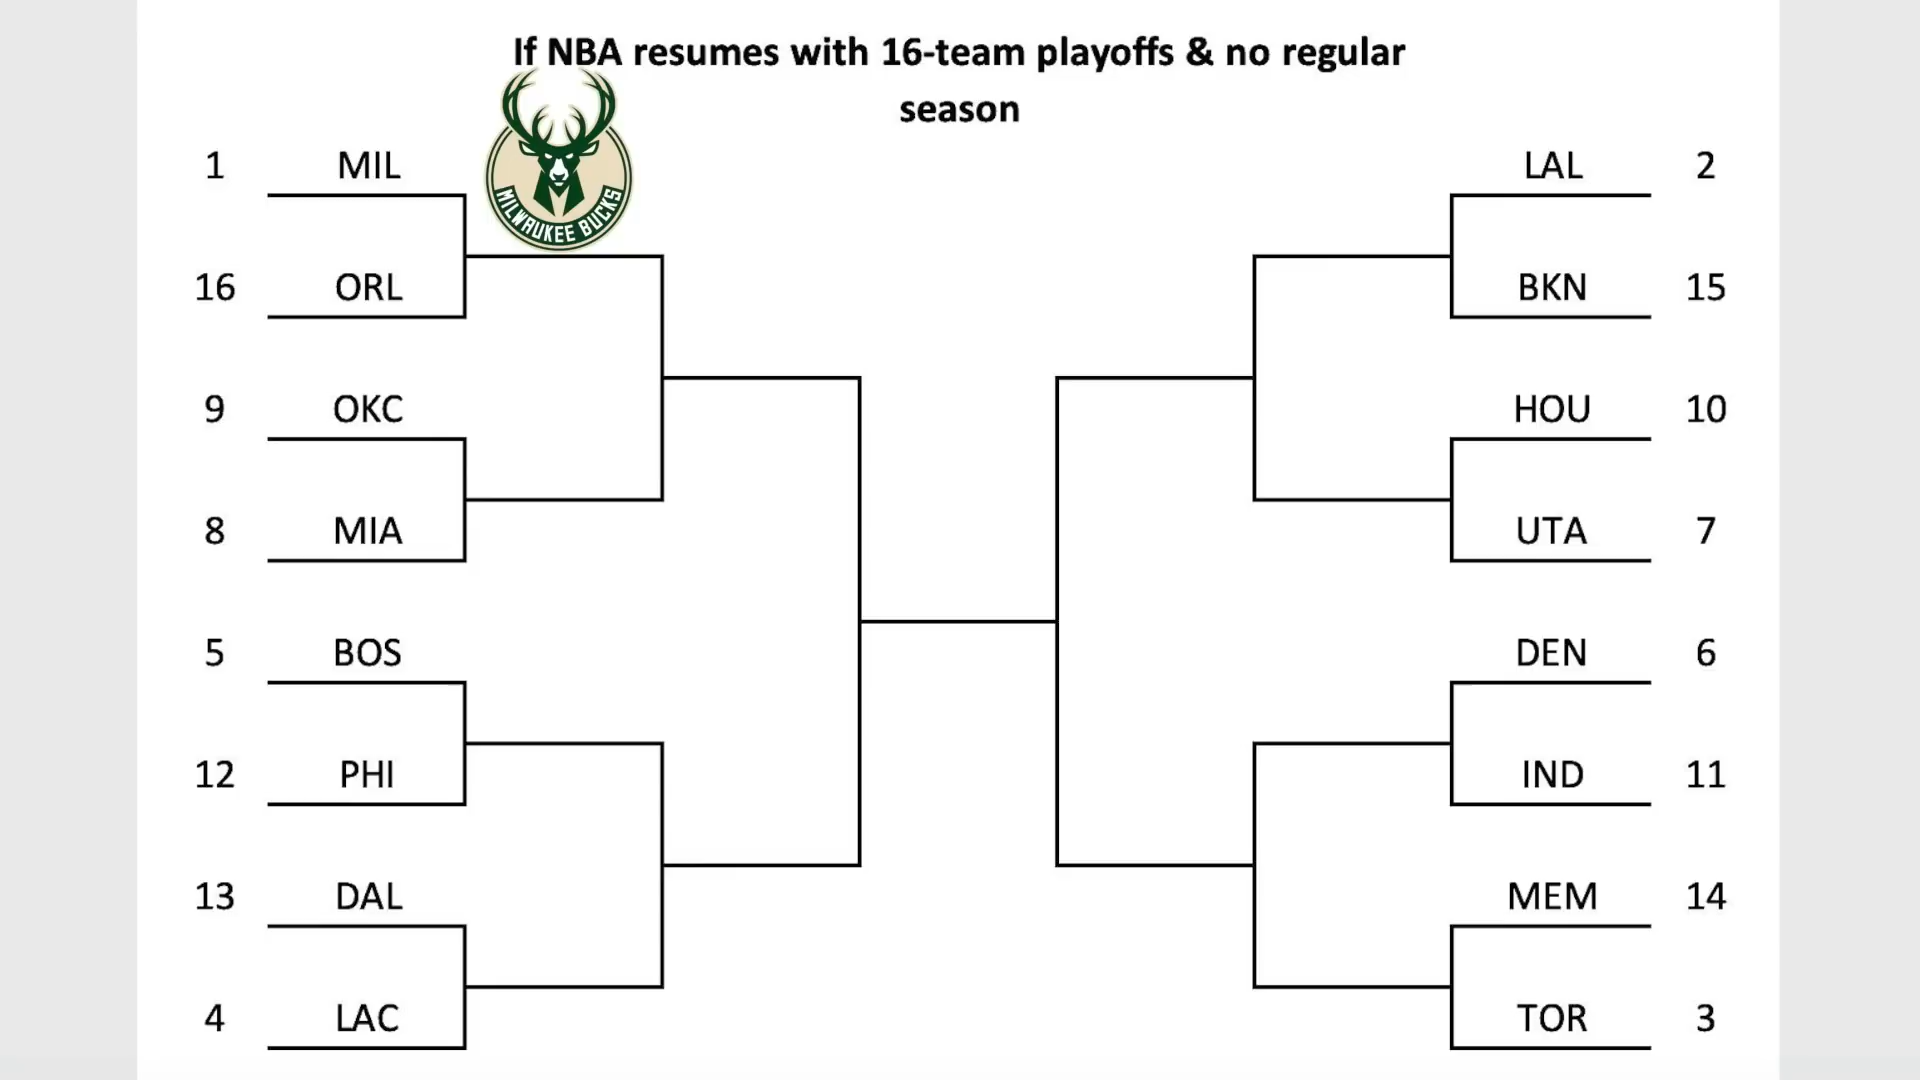 If NBA resumes with 16-team playoffs & no regular
season
1 MIL
16 ORL
9 OKC
8 MIA
5 BOS
12 PHI
13 DAL
4 LAC
MILWAUKEE BUCKS
LAL 2
BKN 15
HOU 10
UTA 7
DEN 6
IND 11
MEM 14
TOR 3